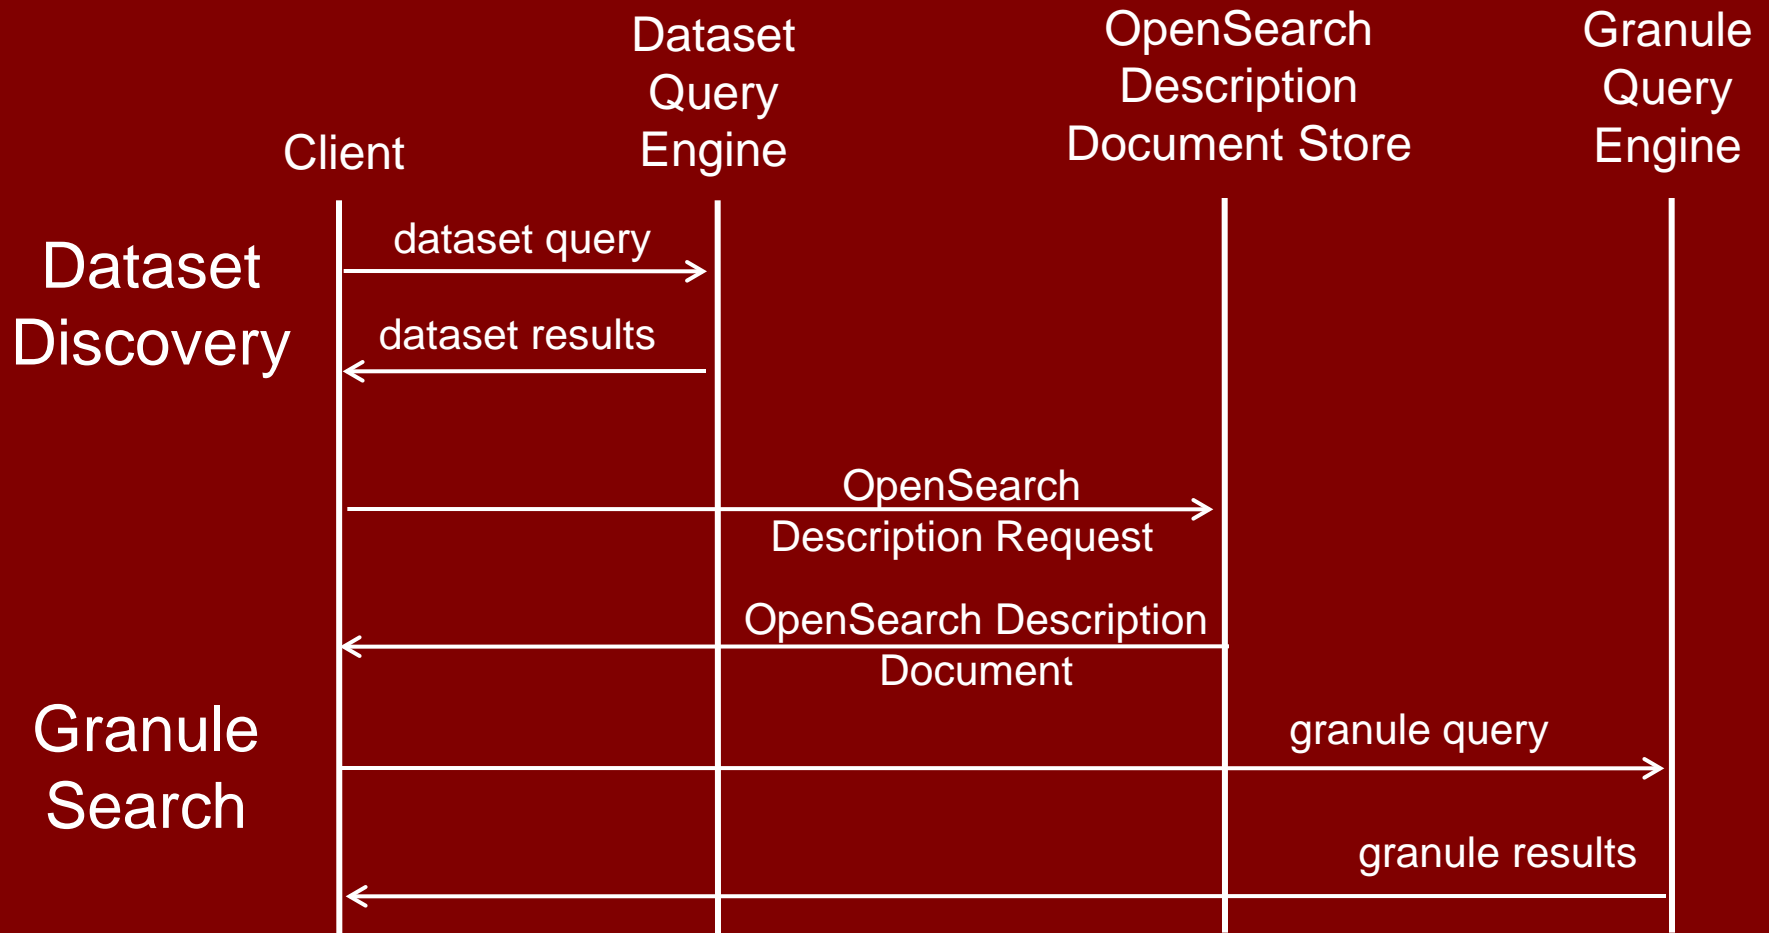 Client
Dataset
Query
Engine
OpenSearch
Description
Document Store
Granule
Query
Engine
Dataset
Discovery
dataset query
dataset results
OpenSearch
Description Request
OpenSearch Description
Document
Granule
Search
granule query
granule results